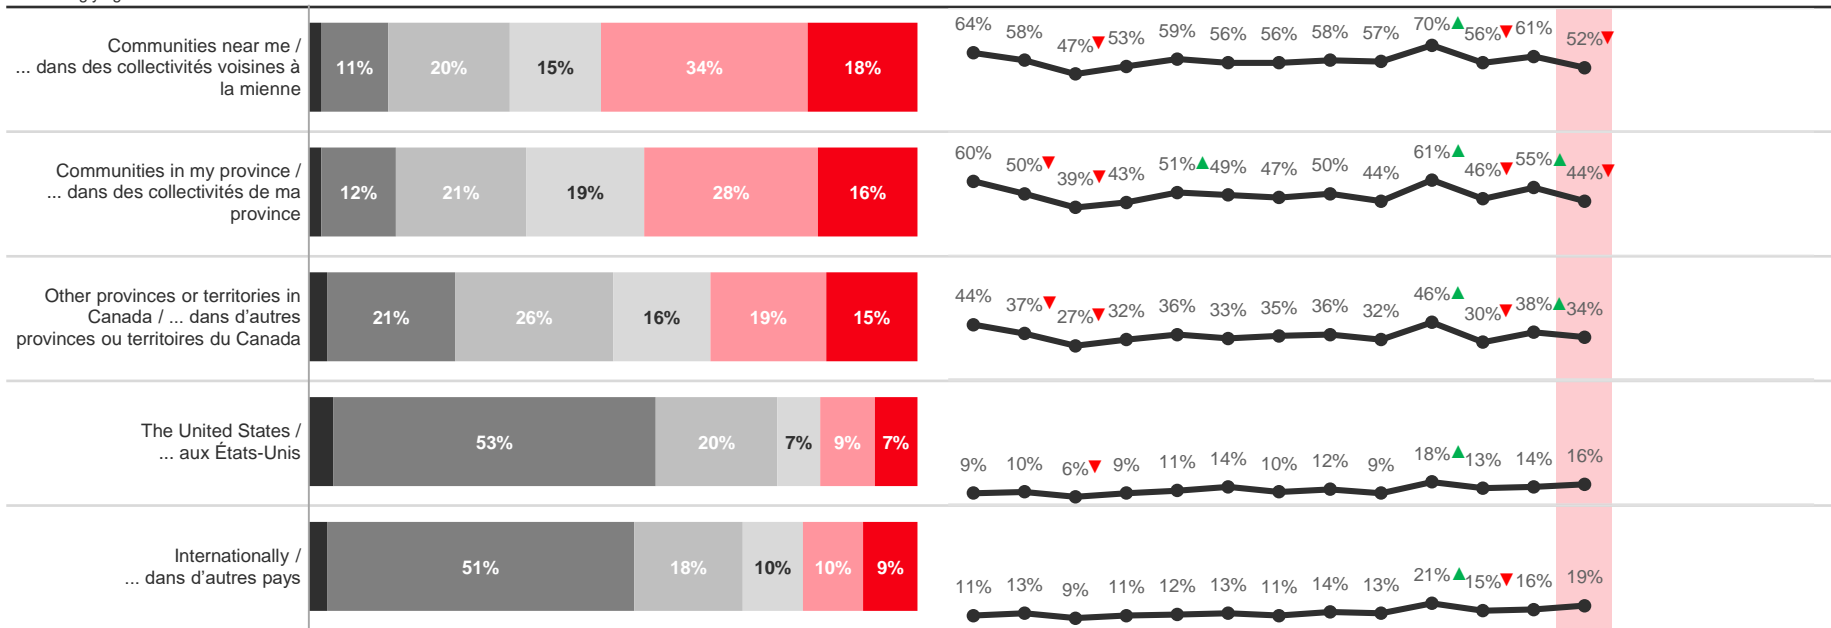 Communities near me /
... dans des collectivités voisines à
la mienne
11% 20% 15% 34% 18%
64% 58% 47%▼ 53% 59% 56% 56% 58% 57% 70%▲ 56%▼ 61% 52%▼
Communities in my province /
... dans des collectivités de ma
province
12% 21% 19% 28% 16%
60% 50%▼ 39%▼ 43% 51%▲ 49% 47% 50% 44% 61%▲ 46%▼ 55%▲ 44%▼
Other provinces or territories in
Canada / ... dans d'autres
provinces ou territoires du Canada
21% 26% 16% 19% 15%
44% 37%▼ 27%▼ 32% 36% 33% 35% 36% 32% 46%▲ 30%▼ 38%▲ 34%
The United States /
... aux États-Unis
53% 20% 7% 9% 7%
9% 10% 6%▼ 9% 11% 14% 10% 12% 9% 18%▲ 13% 14% 16%
Internationally /
... dans d'autres pays
51% 18% 10% 10% 9%
11% 13% 9% 11% 12% 13% 11% 14% 13% 21%▲ 15%▼ 16% 19%